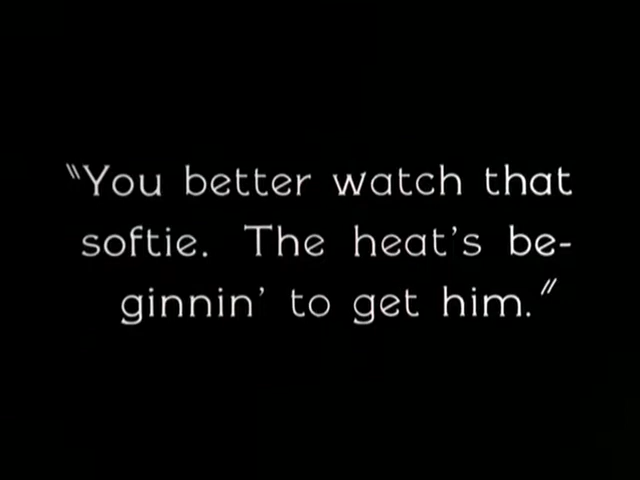 "You better watch that
softie. The heat's be-
ginnin' to get him."